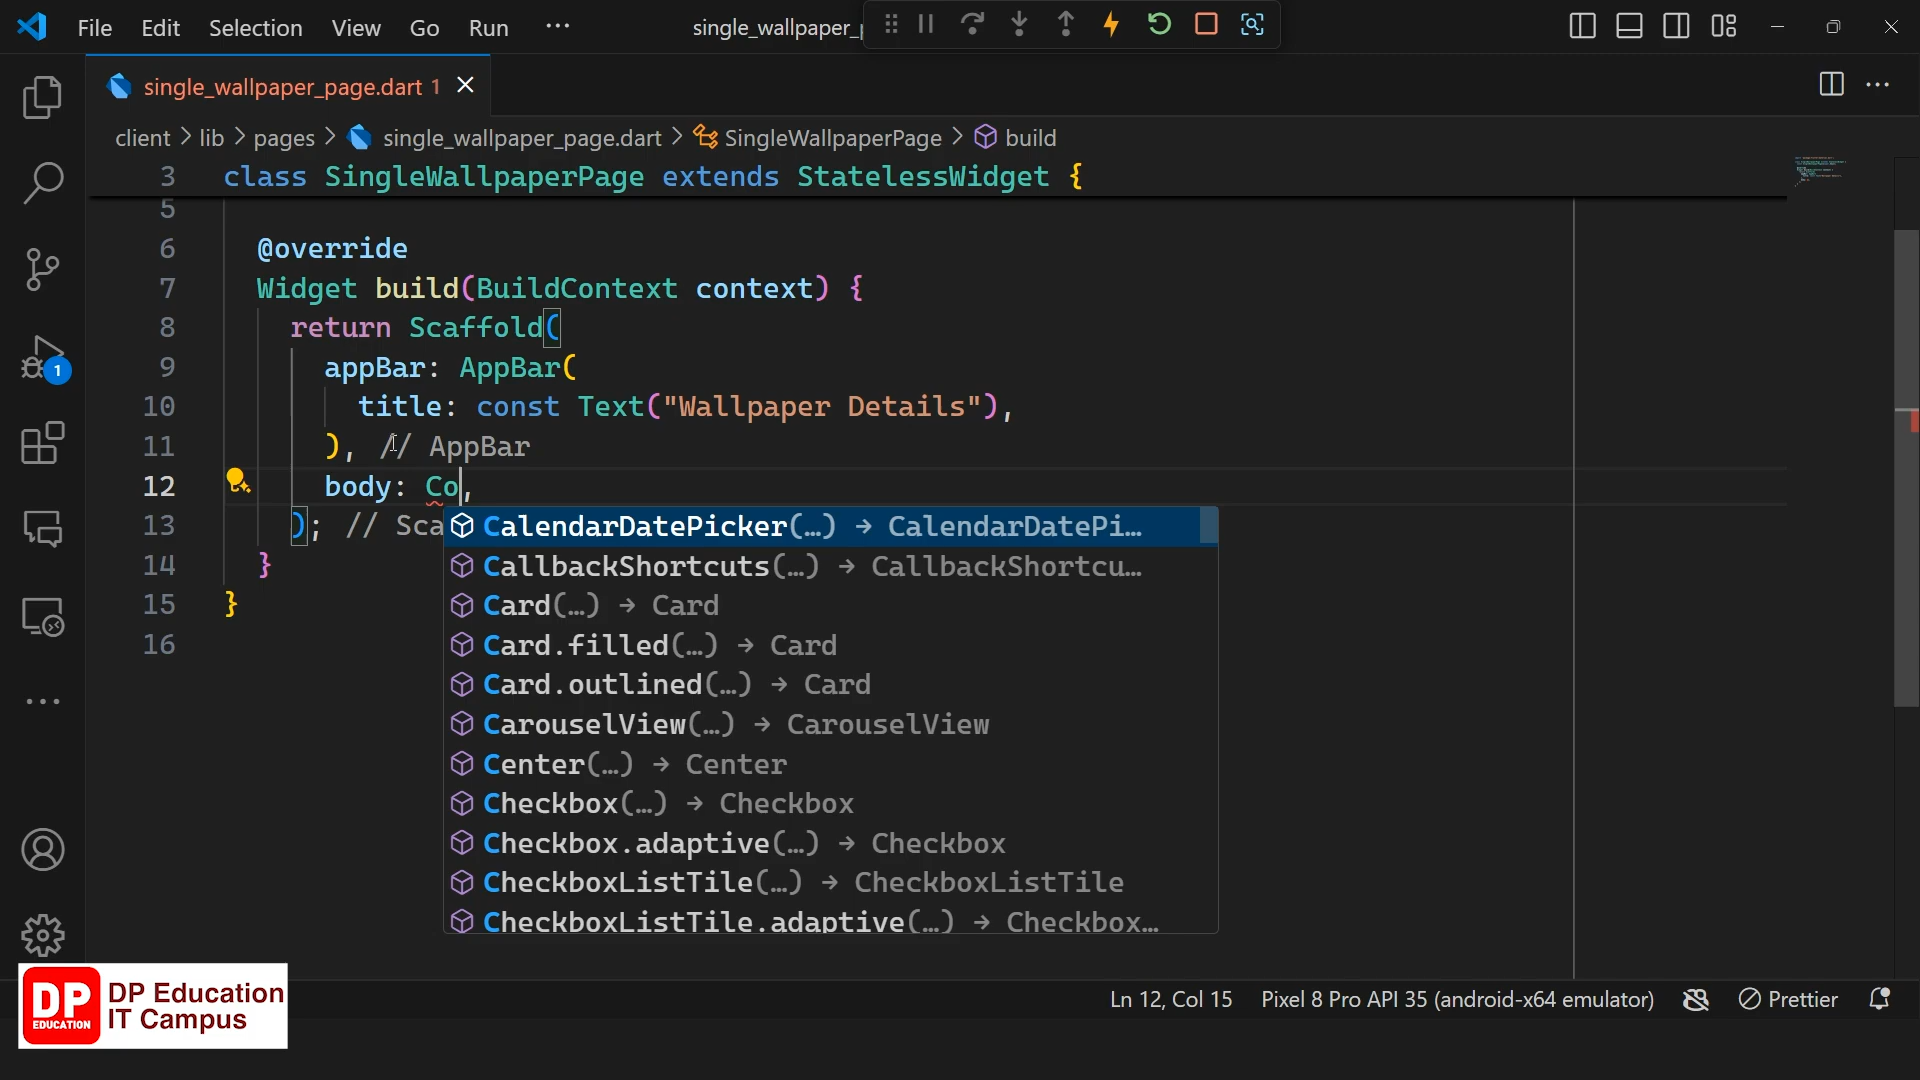 File Edit Selection View Go Run ··· single_wallpaper_p
single_wallpaper_page.dart 1
client > lib > pages > single_wallpaper_page.dart > SingleWallpaperPage > build
3 class SingleWallpaperPage extends StatelessWidget {
5
6 @override
7 Widget build(BuildContext context) {
8 return Scaffold(
9 appBar: AppBar(
10 title: const Text("Wallpaper Details"),
11 ), // AppBar
12 body: Co,
13 ); // Sca
14 }
15 }
16
CalendarDatePicker(…) → CalendarDatePi…
CallbackShortcuts(…) → CallbackShortcu…
Card(…) → Card
Card.filled(…) → Card
Card.outlined(…) → Card
CarouselView(…) → CarouselView
Center(…) → Center
Checkbox(…) → Checkbox
Checkbox.adaptive(…) → Checkbox
CheckboxListTile(…) → CheckboxListTile
CheckboxListTile.adaptive(…) → Checkbox…
1
DP EDUCATION
DP Education
IT Campus
Ln 12, Col 15 Pixel 8 Pro API 35 (android-x64 emulator) Prettier